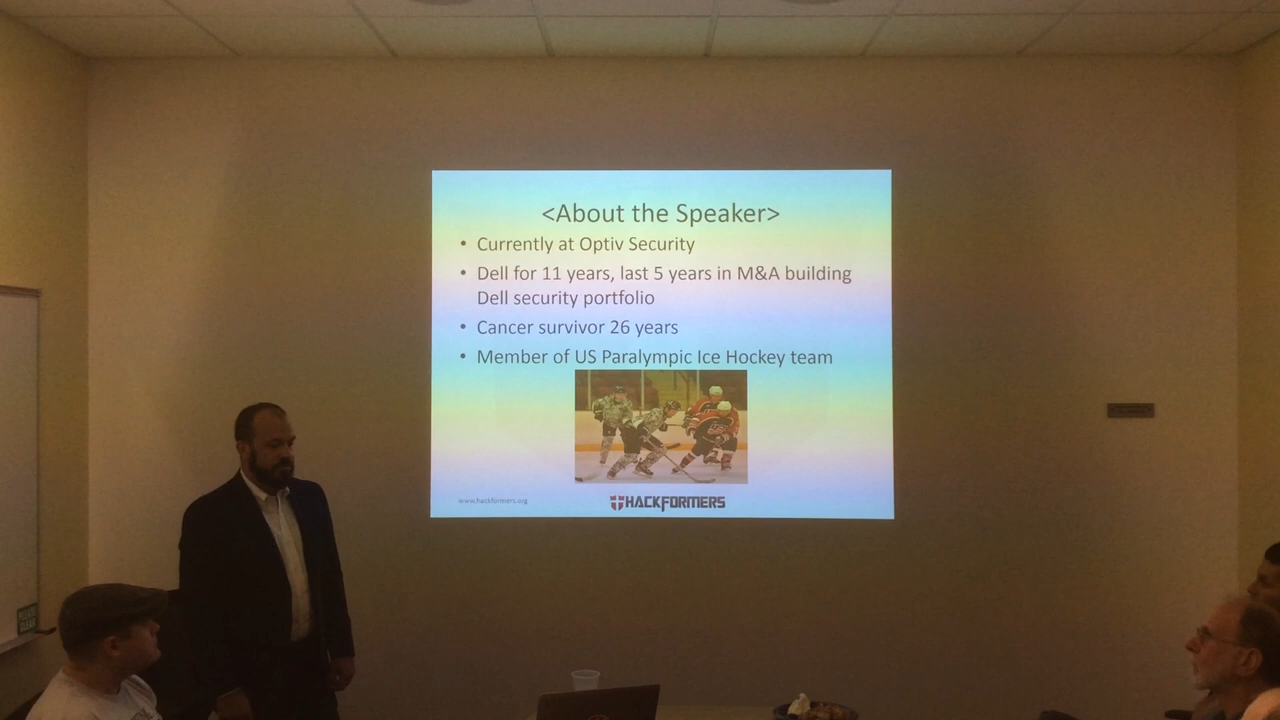 <About the Speaker>
• Currently at Optiv Security
• Dell for 11 years, last 5 years in M&A building
Dell security portfolio
• Cancer survivor 26 years
• Member of US Paralympic Ice Hockey team
www.hackformers.org
HACKFORMERS